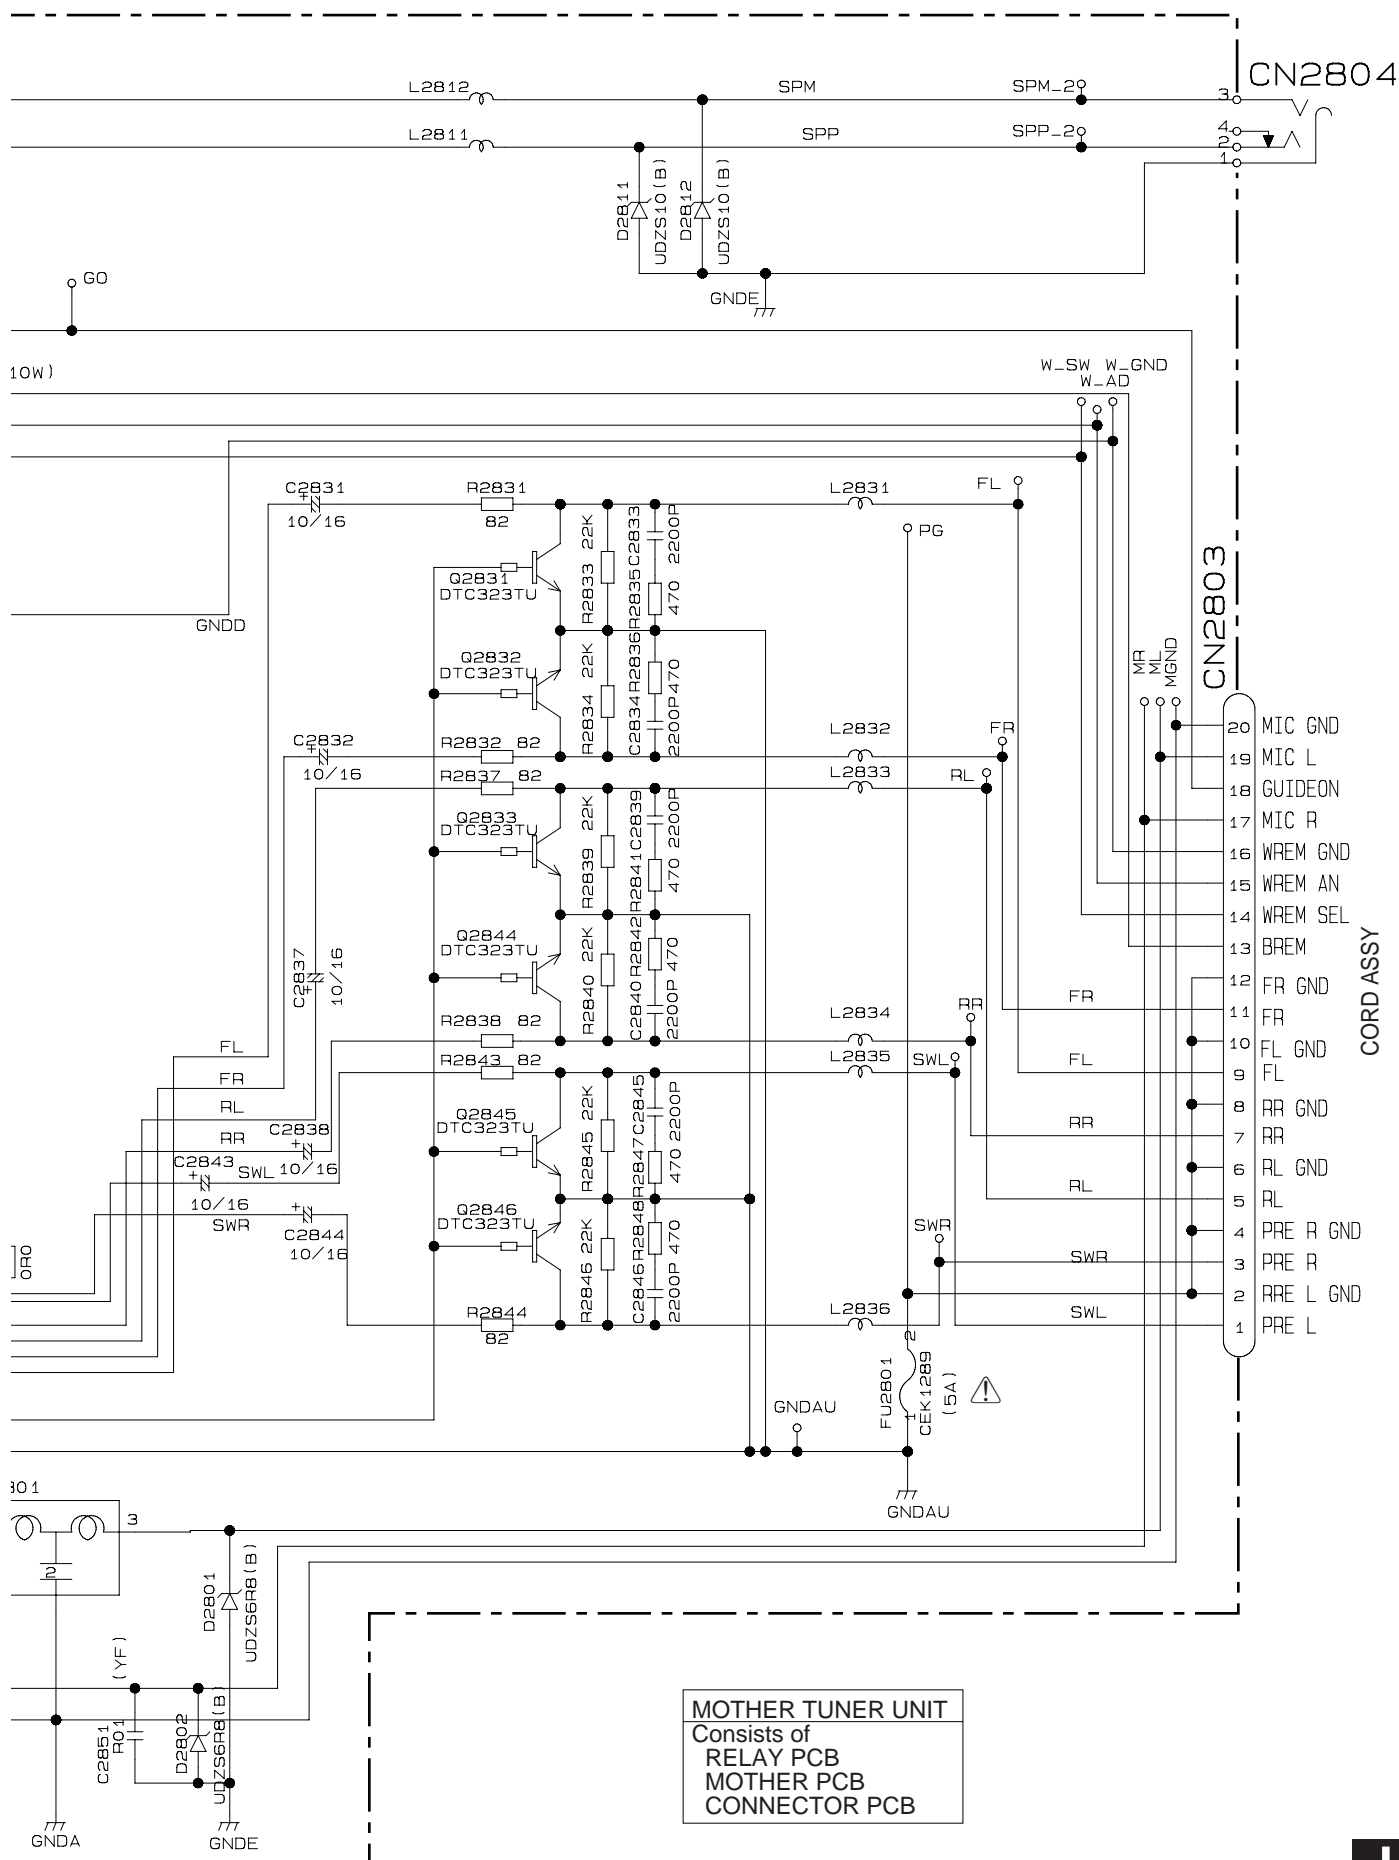 CN2804
L2812
SPM
SPM_2
3
L2811
SPP
SPP_2
4
2
1
D2811
UDZS10(B)
D2812
UDZS10(B)
GO
GNDE
10W)
W_SW W_GND
W_AD
C2831
+
10/16
R2831
82
L2831
FL
PG
Q2831
DTC323TU
R2833 22K
R2835 C2833
470 2200P
GNDD
CN2803
Q2832
DTC323TU
R2834 22K
C2834 R2836
2200P 470
MR
ML
MGND
C2832
+
10/16
R2832 82
L2832
FR
R2837 82
L2833
RL
20 MIC GND
19 MIC L
18 GUIDEON
17 MIC R
16 WREM GND
15 WREM AN
14 WREM SEL
13 BREM
12 FR GND
11 FR
10 FL GND
9 FL
8 RR GND
7 RR
6 RL GND
5 RL
4 PRE R GND
3 PRE R
2 RRE L GND
1 PRE L
CORD ASSY
Q2833
DTC323TU
R2839 22K
R2841 C2839
470 2200P
Q2844
DTC323TU
R2840 22K
C2840 R2842
2200P 470
C2837
+
10/16
R2838 82
L2834
RR
FR
R2843 82
L2835
SWL
FL
FL
FR
RL
RR
C2838
+
10/16
C2843
+
10/16
SWL
SWR
+
C2844
10/16
Q2845
DTC323TU
R2845 22K
R2847 C2845
470 2200P
RR
RL
Q2846
DTC323TU
R2846 22K
C2846 R2848
2200P 470
SWR
SWR
ORO
R2844
82
L2836
SWL
2
FU2801
1
CEK1289
(5A)
GNDAU
GNDAU
801
3
2
D2801
UDZS6R8(B)
(YF)
C2851
R01
D2802
UDZS6R8(B)
GNDA
GNDE
MOTHER TUNER UNIT
Consists of
RELAY PCB
MOTHER PCB
CONNECTOR PCB